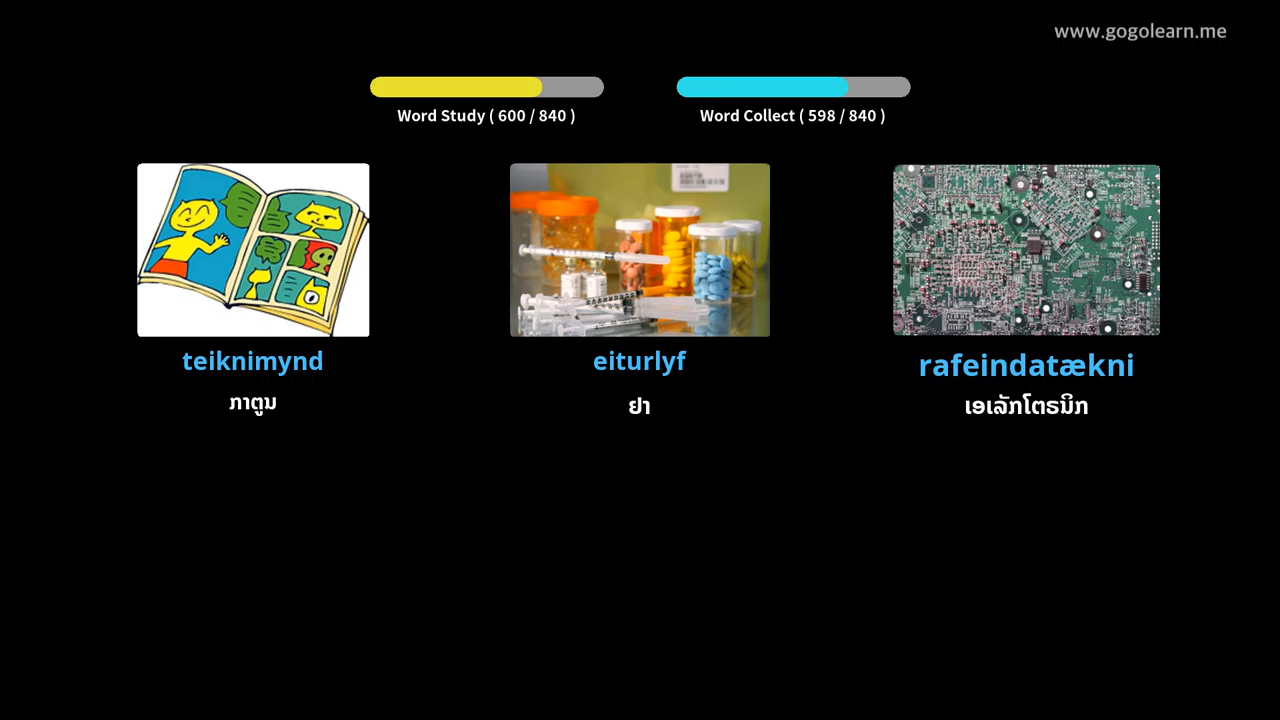 www.gogolearn.me
Word Study ( 600 / 840 )
Word Collect ( 598 / 840 )
teiknimynd
ກາຕູນ
eiturlyf
ຢາ
rafeindatækni
ເອເລັກໂຕຣນິກ